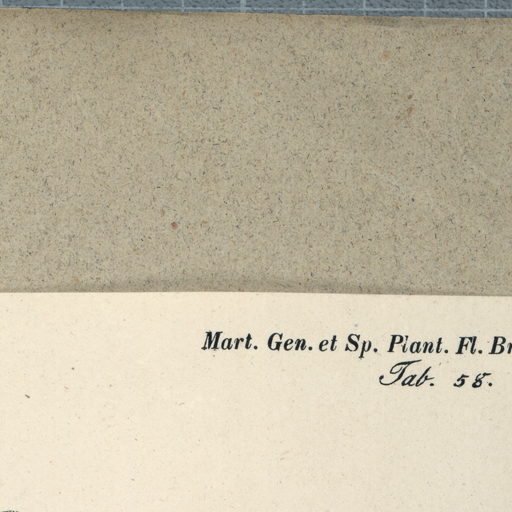 Mart. Gen. et Sp. Plant. Fl. Br
Tab. 58.